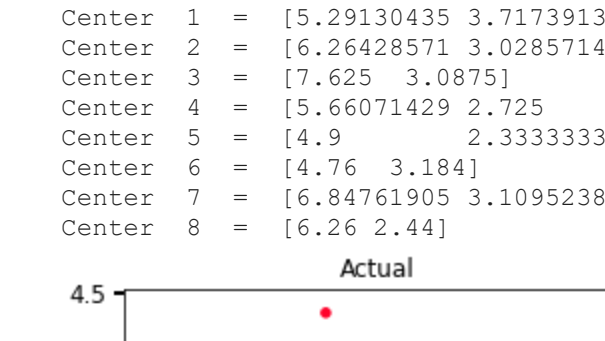 Center 1 = [5.29130435 3.7173913
Center 2 = [6.26428571 3.0285714
Center 3 = [7.625 3.0875]
Center 4 = [5.66071429 2.725
Center 5 = [4.9 2.3333333
Center 6 = [4.76 3.184]
Center 7 = [6.84761905 3.1095238
Center 8 = [6.26 2.44]
Actual
4.5